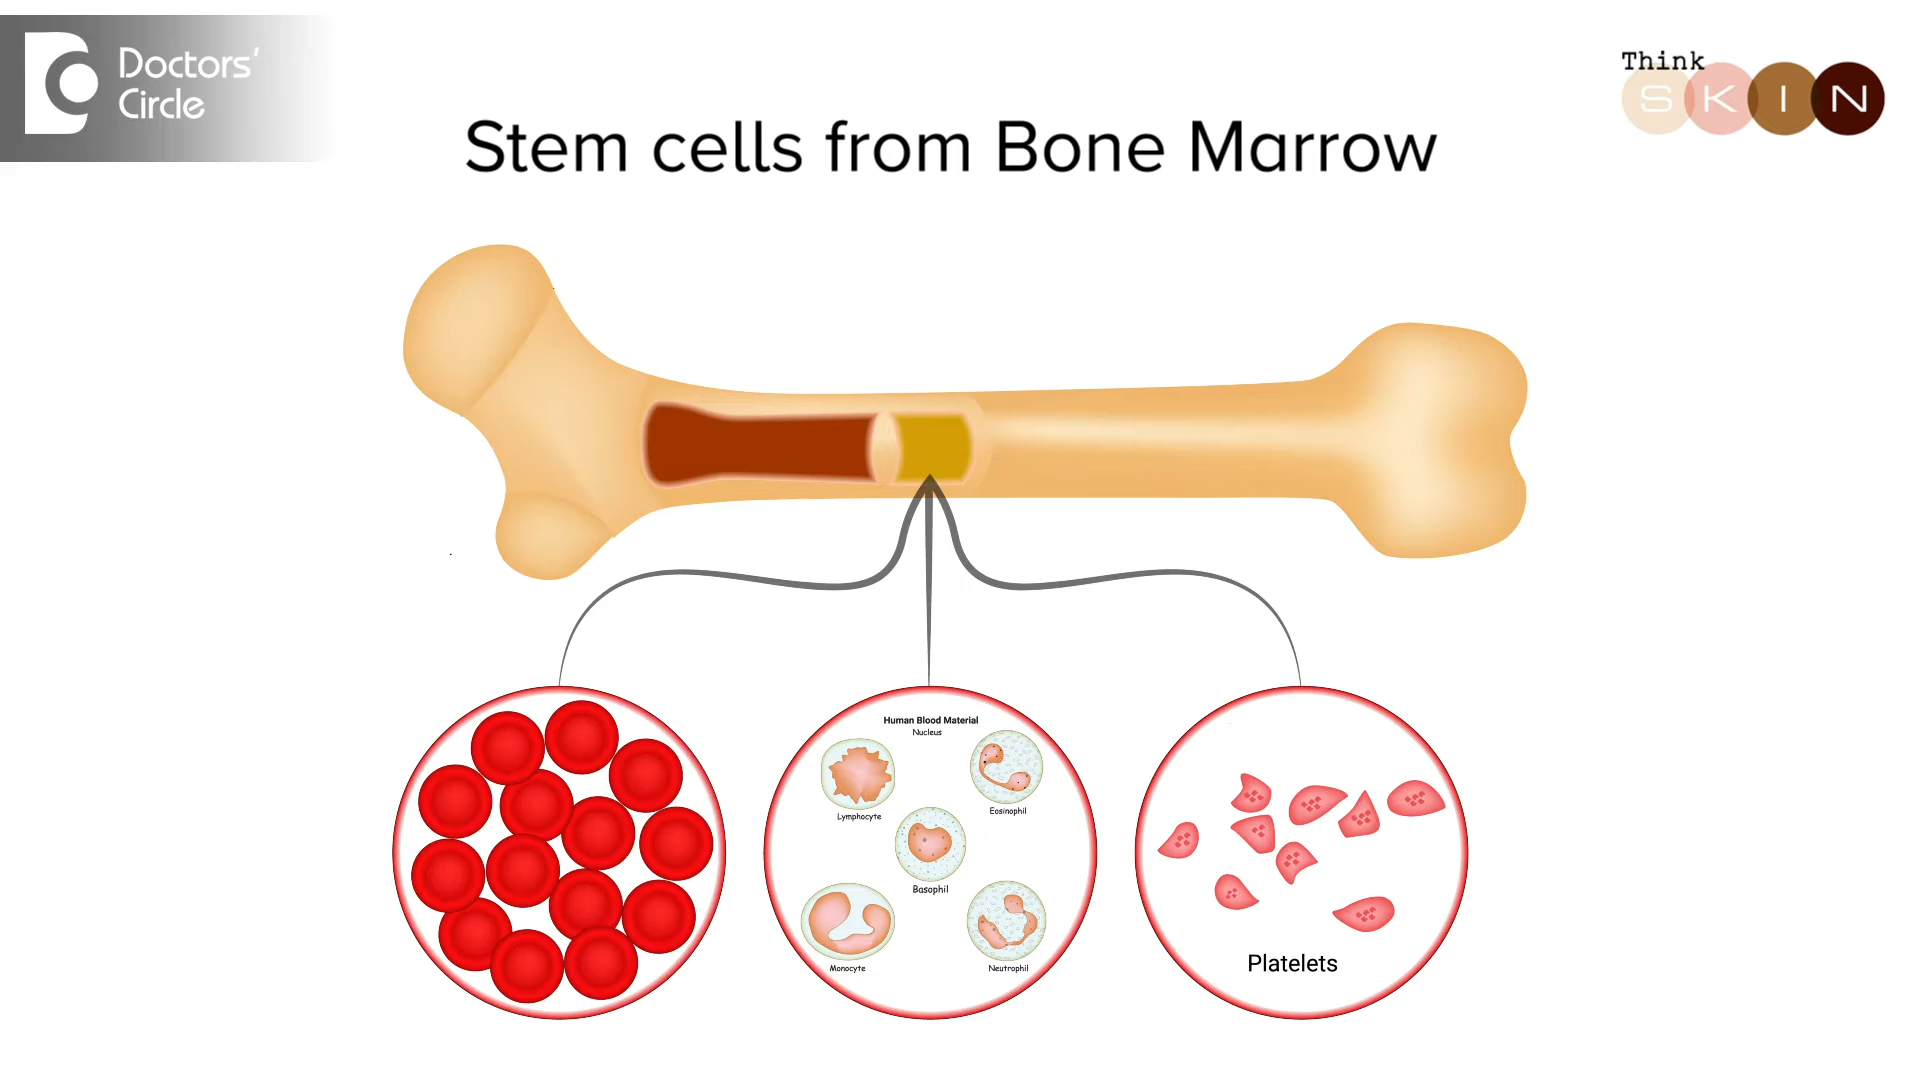 Doctors'
Circle
Think
SKIN
Stem cells from Bone Marrow
Human Blood Material
Nucleus
Lymphocyte
Eosinophil
Basophil
Monocyte
Neutrophil
Platelets